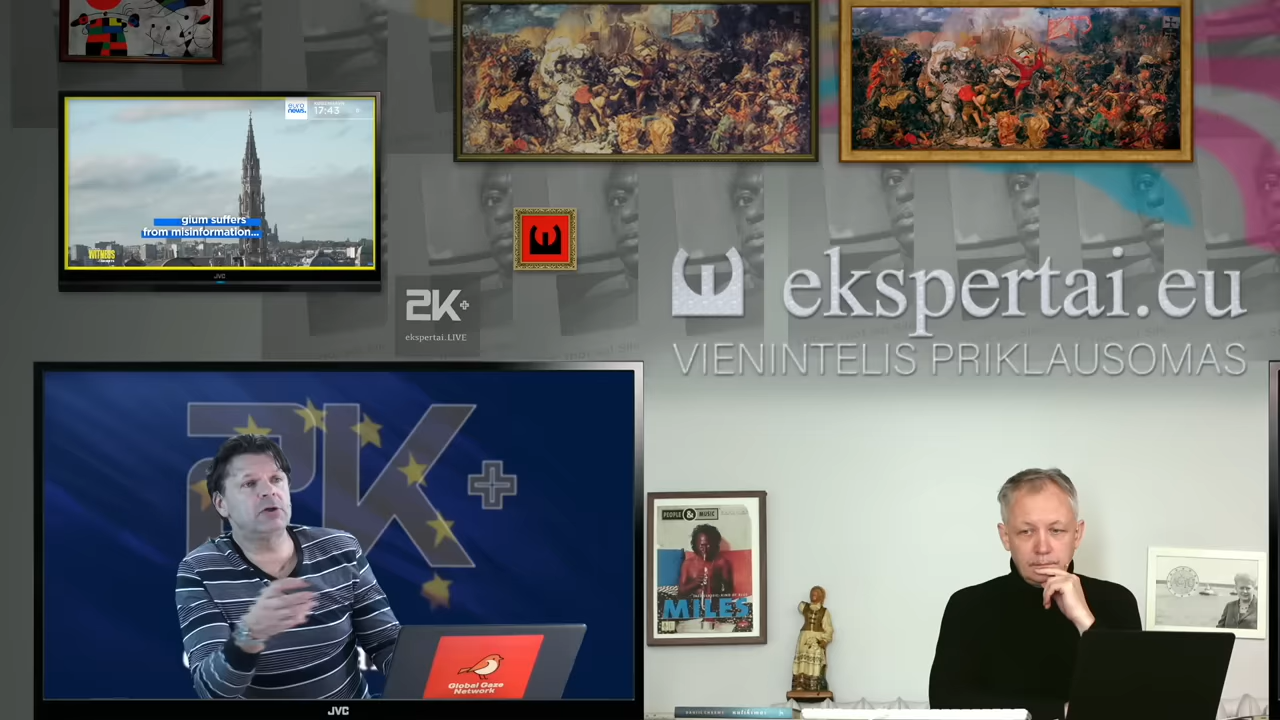 euro
news.
17:43
gium suffers
from misinformation...
WITNESS
JVC
2K+
ekspertai.LIVE
ekspertai.eu
VIENINTELIS PRIKLAUSOMAS
2K+
PEOPLE & MUSIC
MILES
Global Gaze
Network
JVC